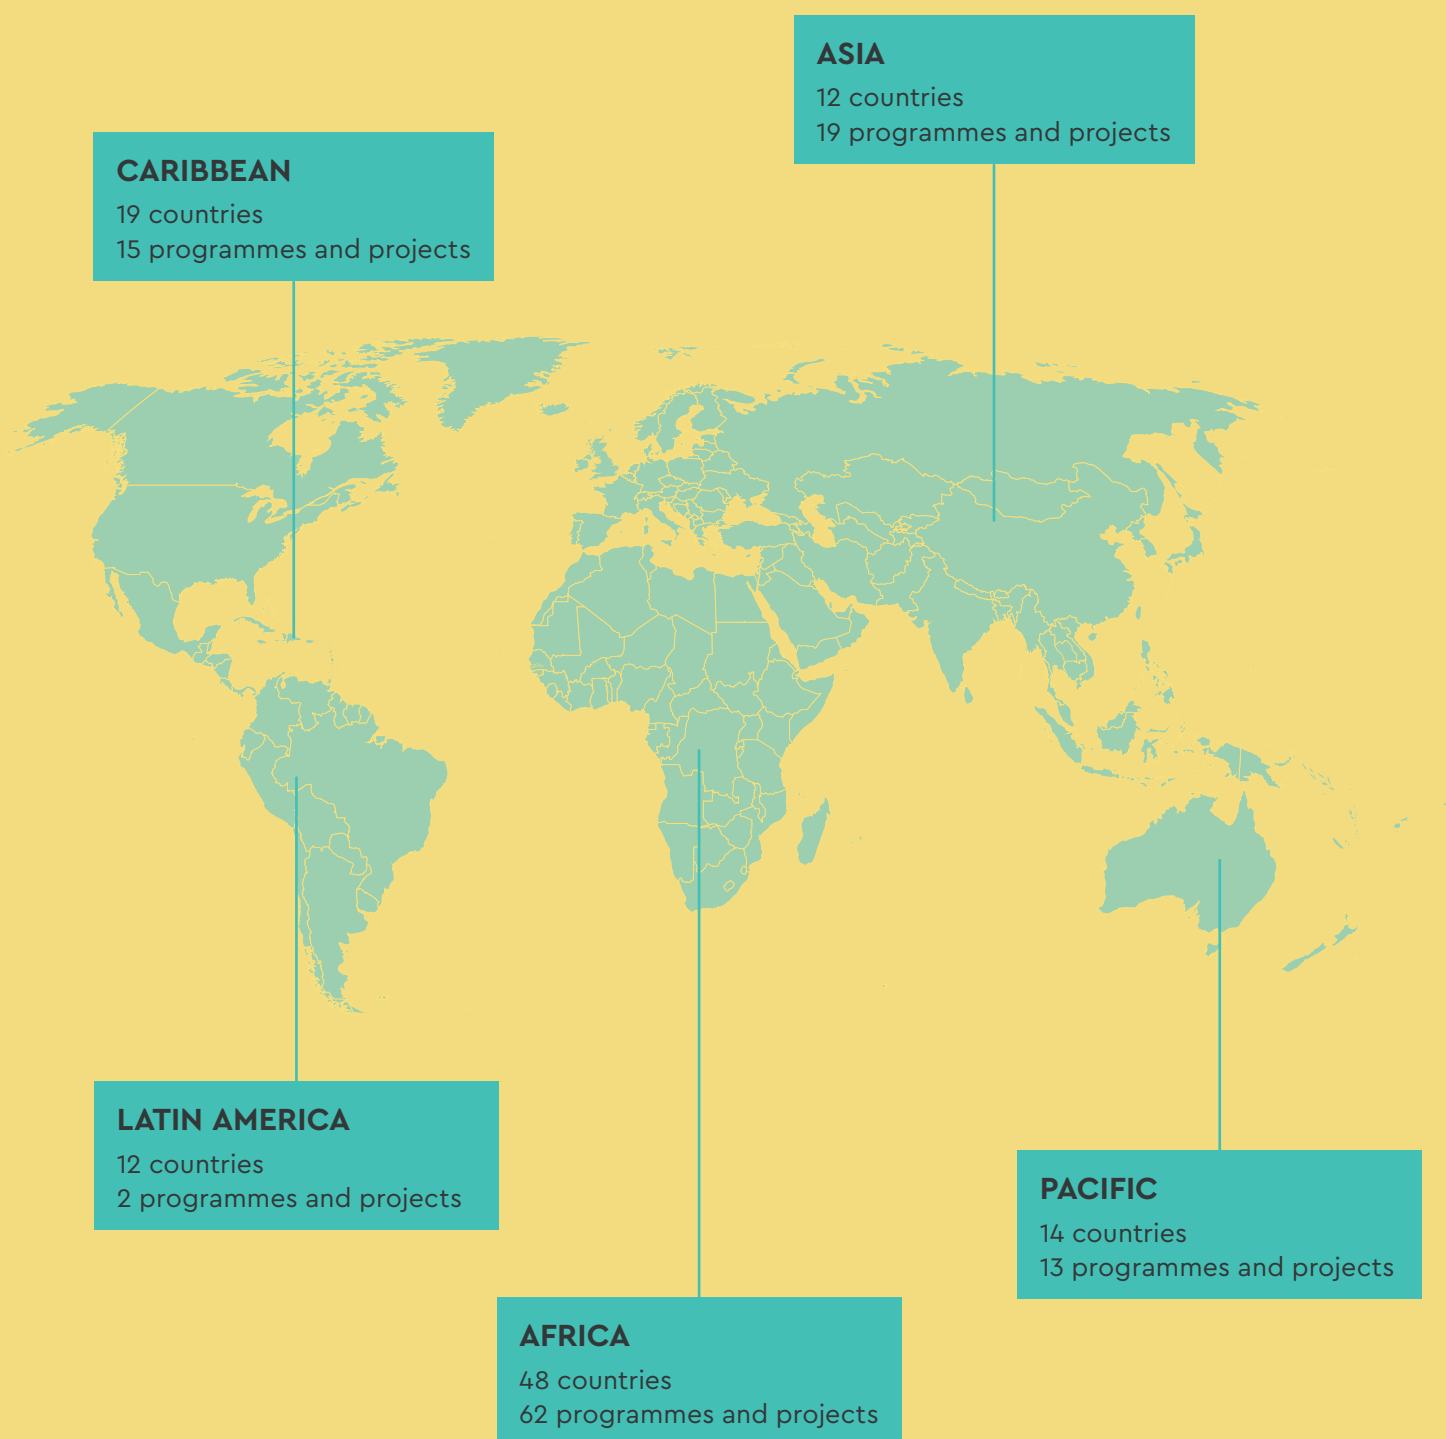 ASIA
12 countries
19 programmes and projects
CARIBBEAN
19 countries
15 programmes and projects
LATIN AMERICA
12 countries
2 programmes and projects
PACIFIC
14 countries
13 programmes and projects
AFRICA
48 countries
62 programmes and projects